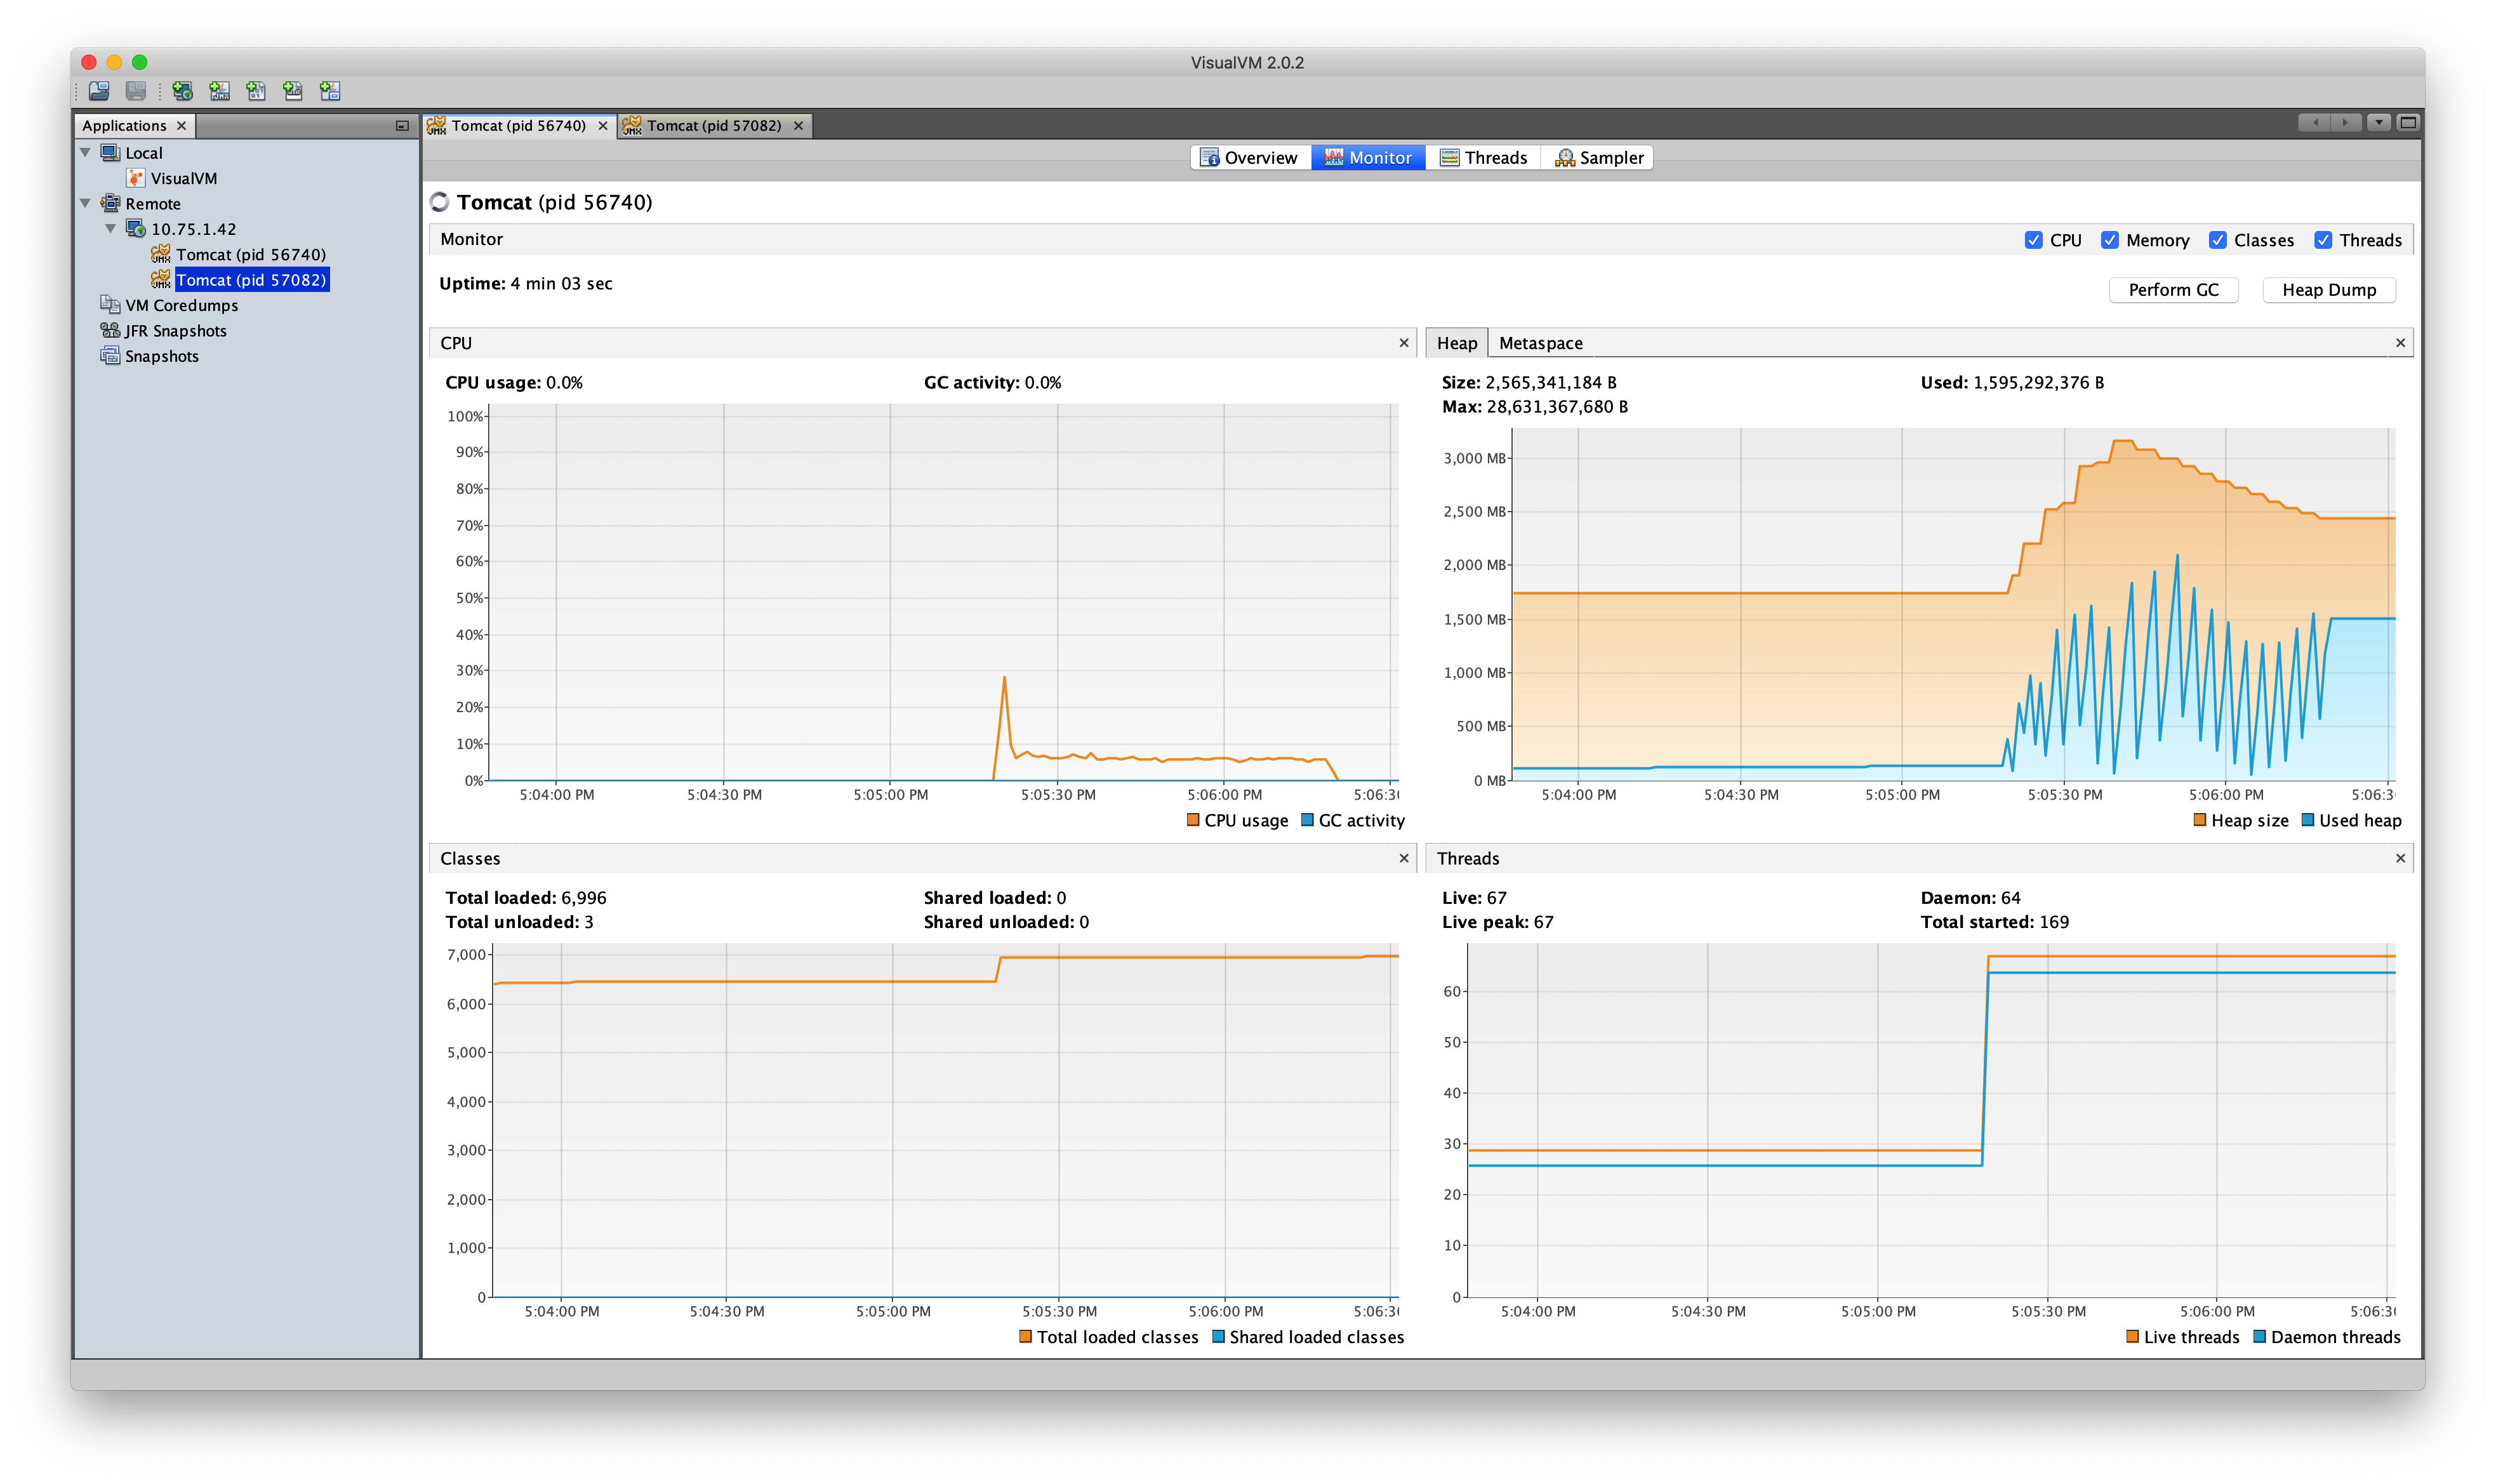 VisualVM 2.0.2
Applications
Tomcat (pid 56740)
Tomcat (pid 57082)
Local
VisualVM
Remote
10.75.1.42
JMX Tomcat (pid 56740)
JMX Tomcat (pid 57082)
VM Coredumps
JFR Snapshots
Snapshots
Overview Monitor Threads Sampler
Tomcat (pid 56740)
Monitor
CPU Memory Classes Threads
Uptime: 4 min 03 sec
Perform GC Heap Dump
CPU
CPU usage: 0.0% GC activity: 0.0%
100%
90%
80%
70%
60%
50%
40%
30%
20%
10%
0%
5:04:00 PM 5:04:30 PM 5:05:00 PM 5:05:30 PM 5:06:00 PM 5:06:3
CPU usage GC activity
Heap Metaspace
Size: 2,565,341,184 B Used: 1,595,292,376 B
Max: 28,631,367,680 B
3,000 MB
2,500 MB
2,000 MB
1,500 MB
1,000 MB
500 MB
0 MB
5:04:00 PM 5:04:30 PM 5:05:00 PM 5:05:30 PM 5:06:00 PM 5:06:3
Heap size Used heap
Classes
Total loaded: 6,996 Shared loaded: 0
Total unloaded: 3 Shared unloaded: 0
7,000
6,000
5,000
4,000
3,000
2,000
1,000
0
5:04:00 PM 5:04:30 PM 5:05:00 PM 5:05:30 PM 5:06:00 PM 5:06:3
Total loaded classes Shared loaded classes
Threads
Live: 67 Daemon: 64
Live peak: 67 Total started: 169
60
50
40
30
20
10
0
5:04:00 PM 5:04:30 PM 5:05:00 PM 5:05:30 PM 5:06:00 PM 5:06:3
Live threads Daemon threads